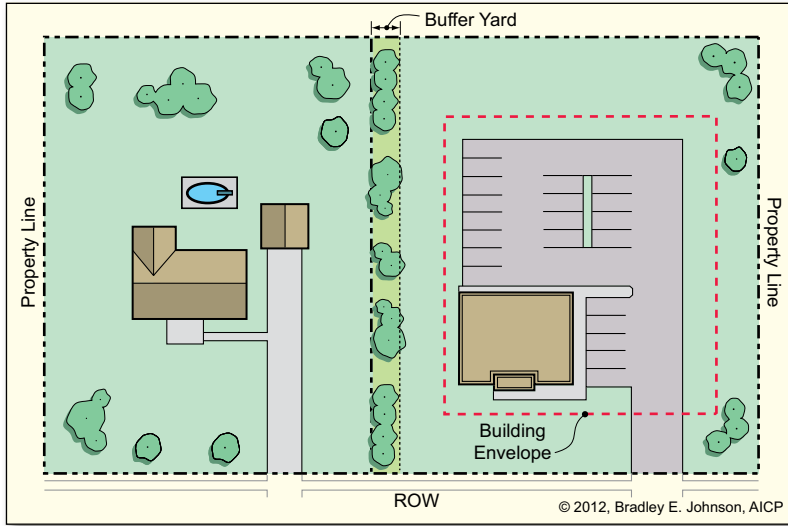 Buffer Yard
Property Line
Property Line
Building
Envelope
ROW
© 2012, Bradley E. Johnson, AICP